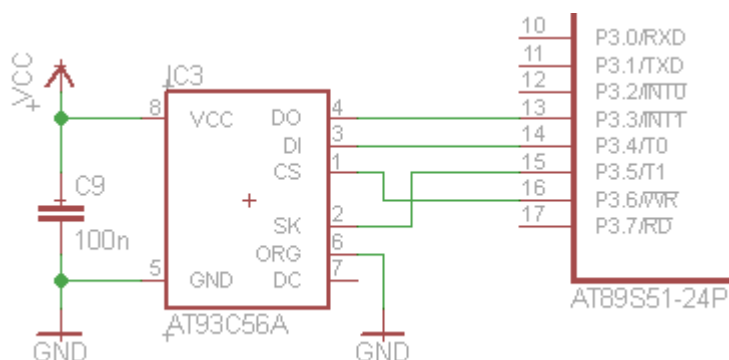 VCC
C9
100n
GND
IC3
8 VCC DO 4
DI 3
CS 1
SK 2
ORG 6
5 GND DC 7
AT93C56A
GND
10 P3.0/RXD
11 P3.1/TXD
12 P3.2/INT0
13 P3.3/INT1
14 P3.4/T0
15 P3.5/T1
16 P3.6/WR
17 P3.7/RD
AT89S51-24P